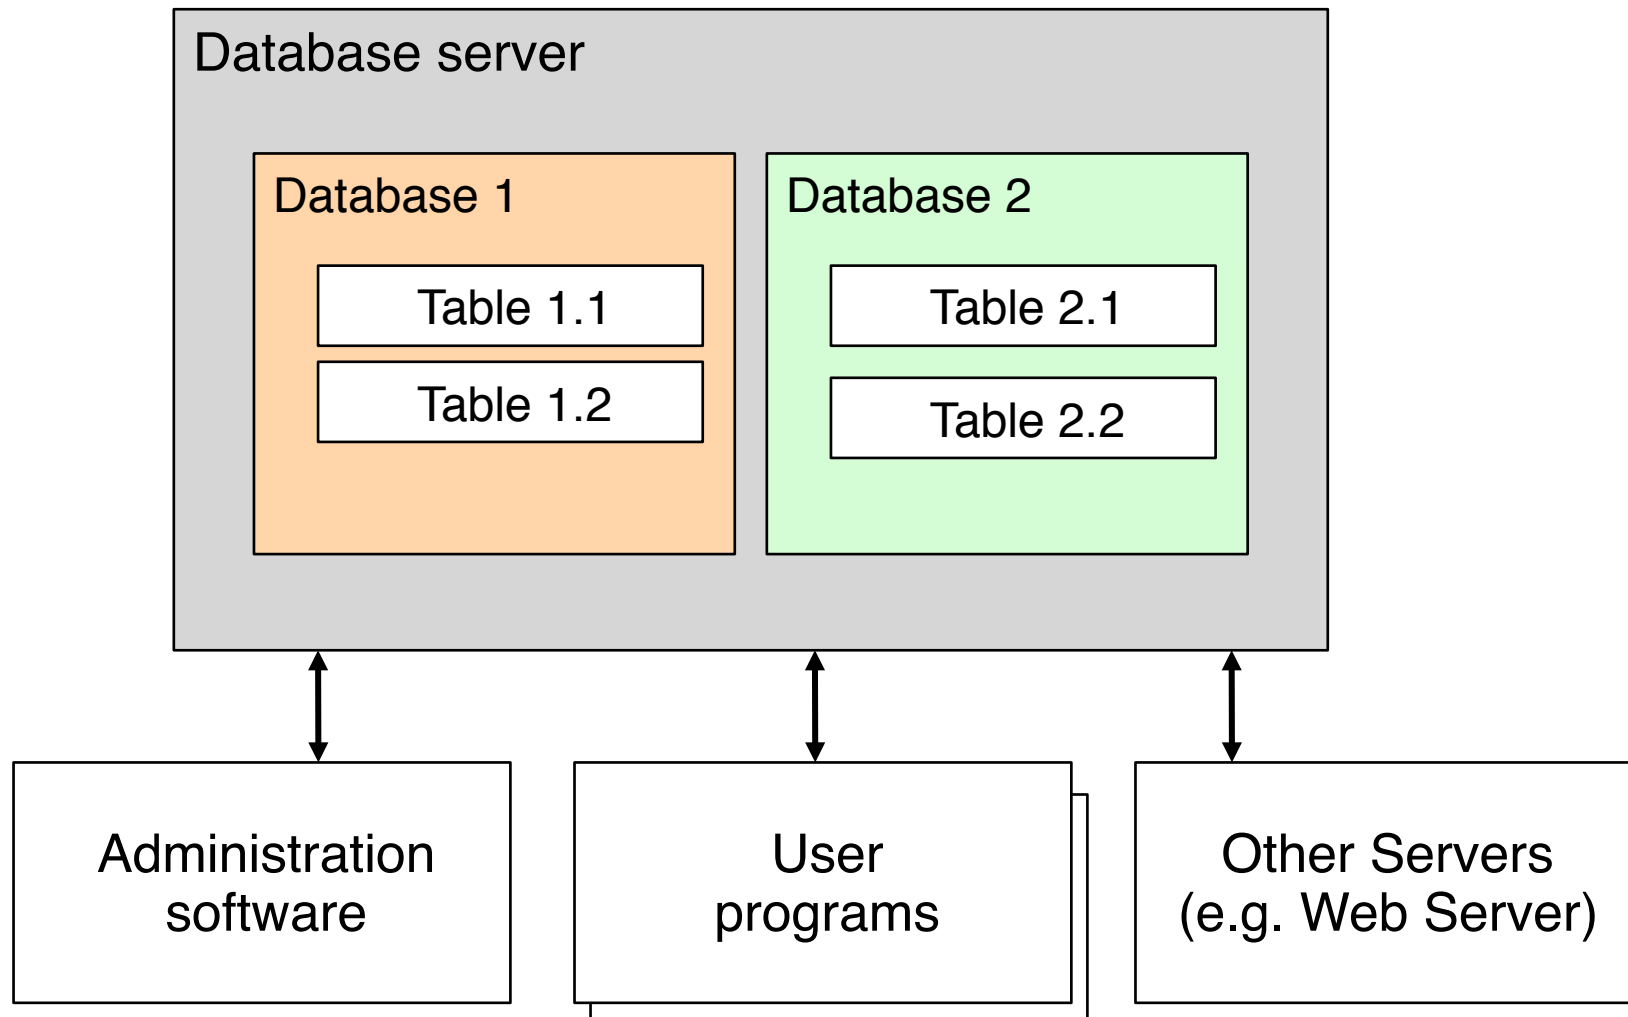 Database server
Database 1
Table 1.1
Table 1.2
Database 2
Table 2.1
Table 2.2
Administration
software
User
programs
Other Servers
(e.g. Web Server)